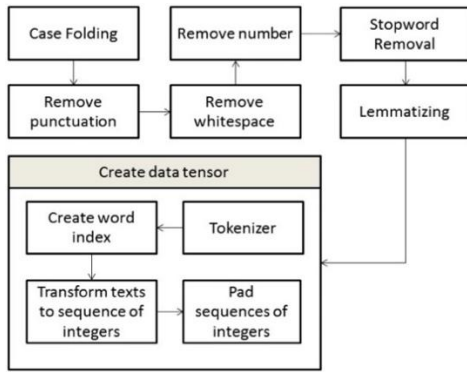 Case Folding
Remove
punctuation
Remove
whitespace
Remove number
Stopword
Removal
Lemmatizing
Create data tensor
Tokenizer
Create word
index
Transform texts
to sequence of
integers
Pad
sequences of
integers